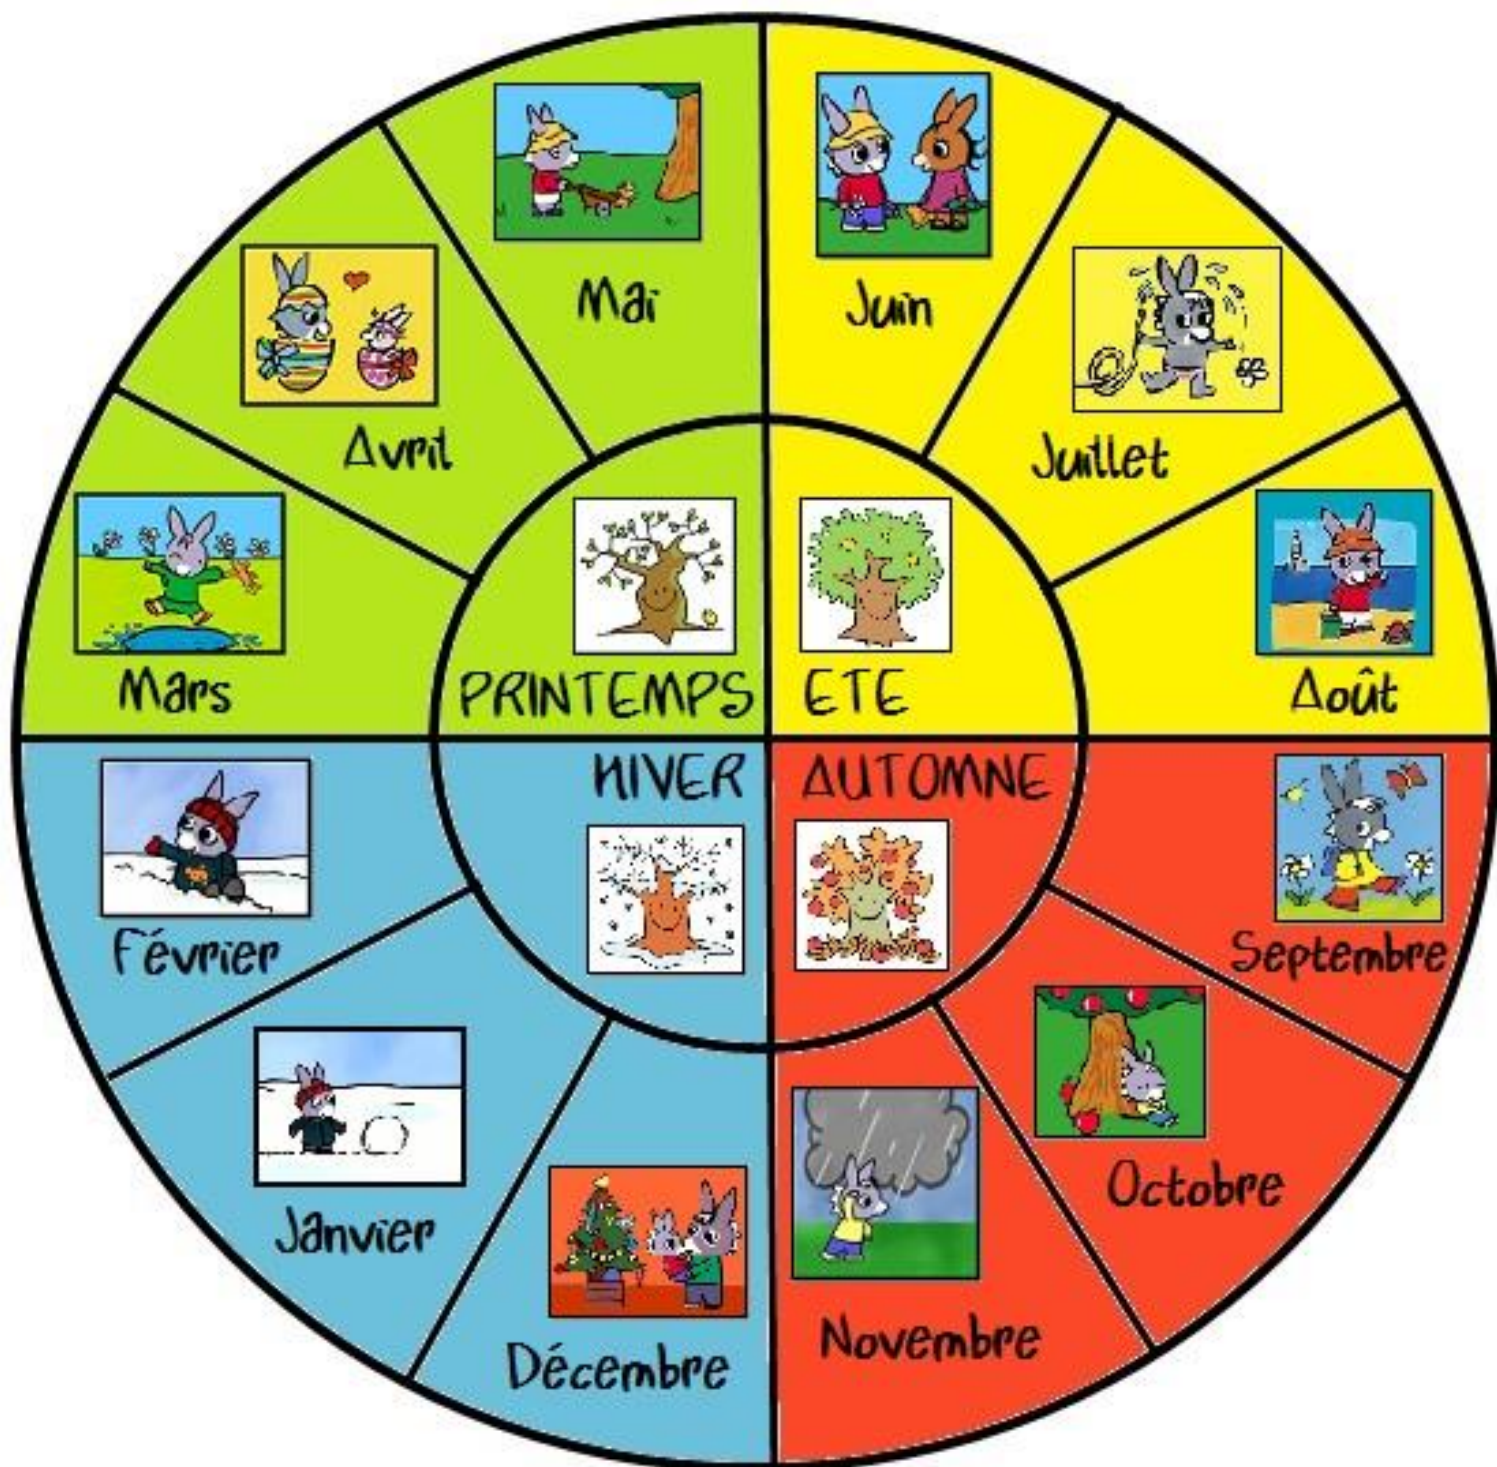 Mai
Juin
Avril
Juillet
Mars
PRINTEMPS
ETE
Août
HIVER
AUTOMNE
Février
Septembre
Janvier
Octobre
Décembre
Novembre